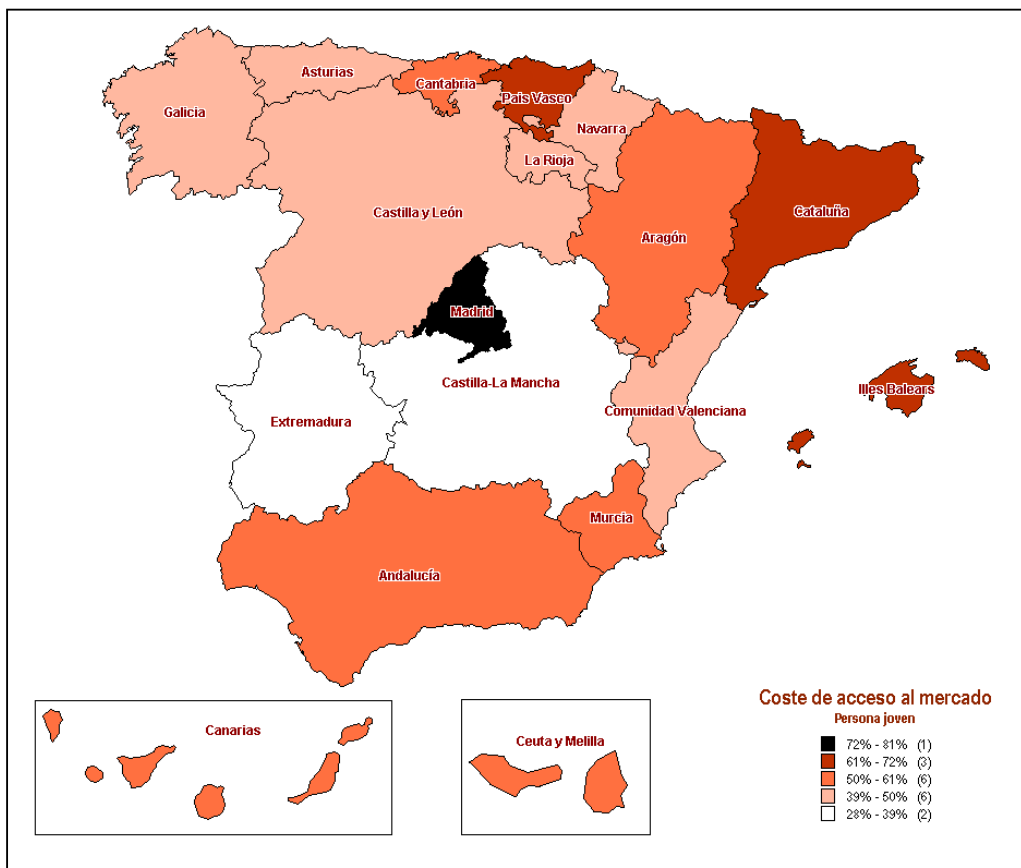 Asturias
Cantabria
Pais Vasco
Galicia
Navarra
La Rioja
Castilla y León
Cataluña
Aragón
Madrid
Castilla-La Mancha
Illes Balears
Comunidad Valenciana
Extremadura
Murcia
Andalucía
Canarias
Ceuta y Melilla
Coste de acceso al mercado
Persona joven
72% - 81% (1)
61% - 72% (3)
50% - 61% (6)
39% - 50% (6)
28% - 39% (2)